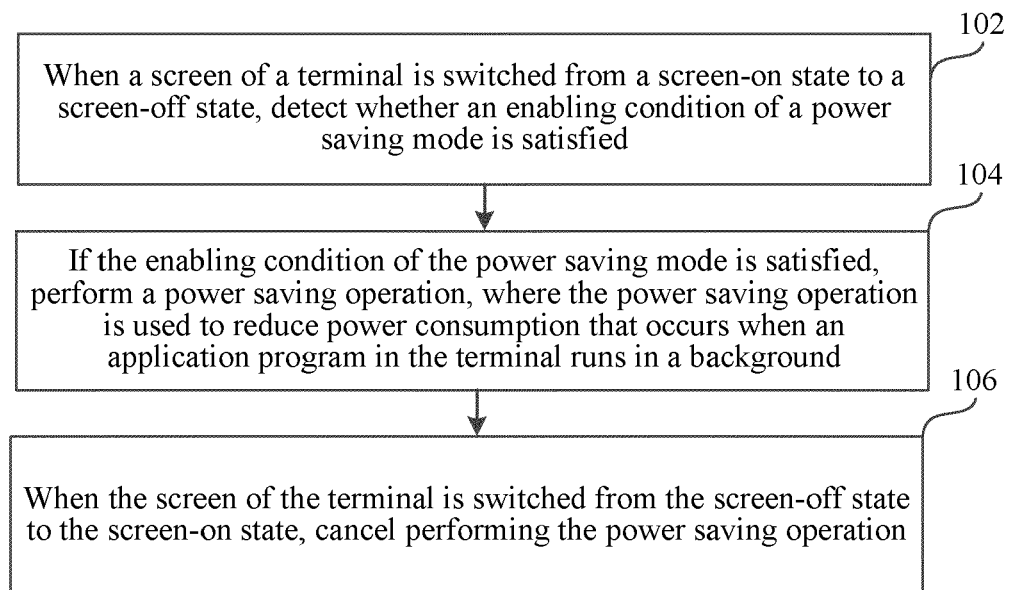 102
When a screen of a terminal is switched from a screen-on state to a
screen-off state, detect whether an enabling condition of a power
saving mode is satisfied
104
If the enabling condition of the power saving mode is satisfied,
perform a power saving operation, where the power saving operation
is used to reduce power consumption that occurs when an
application program in the terminal runs in a background
106
When the screen of the terminal is switched from the screen-off state
to the screen-on state, cancel performing the power saving operation